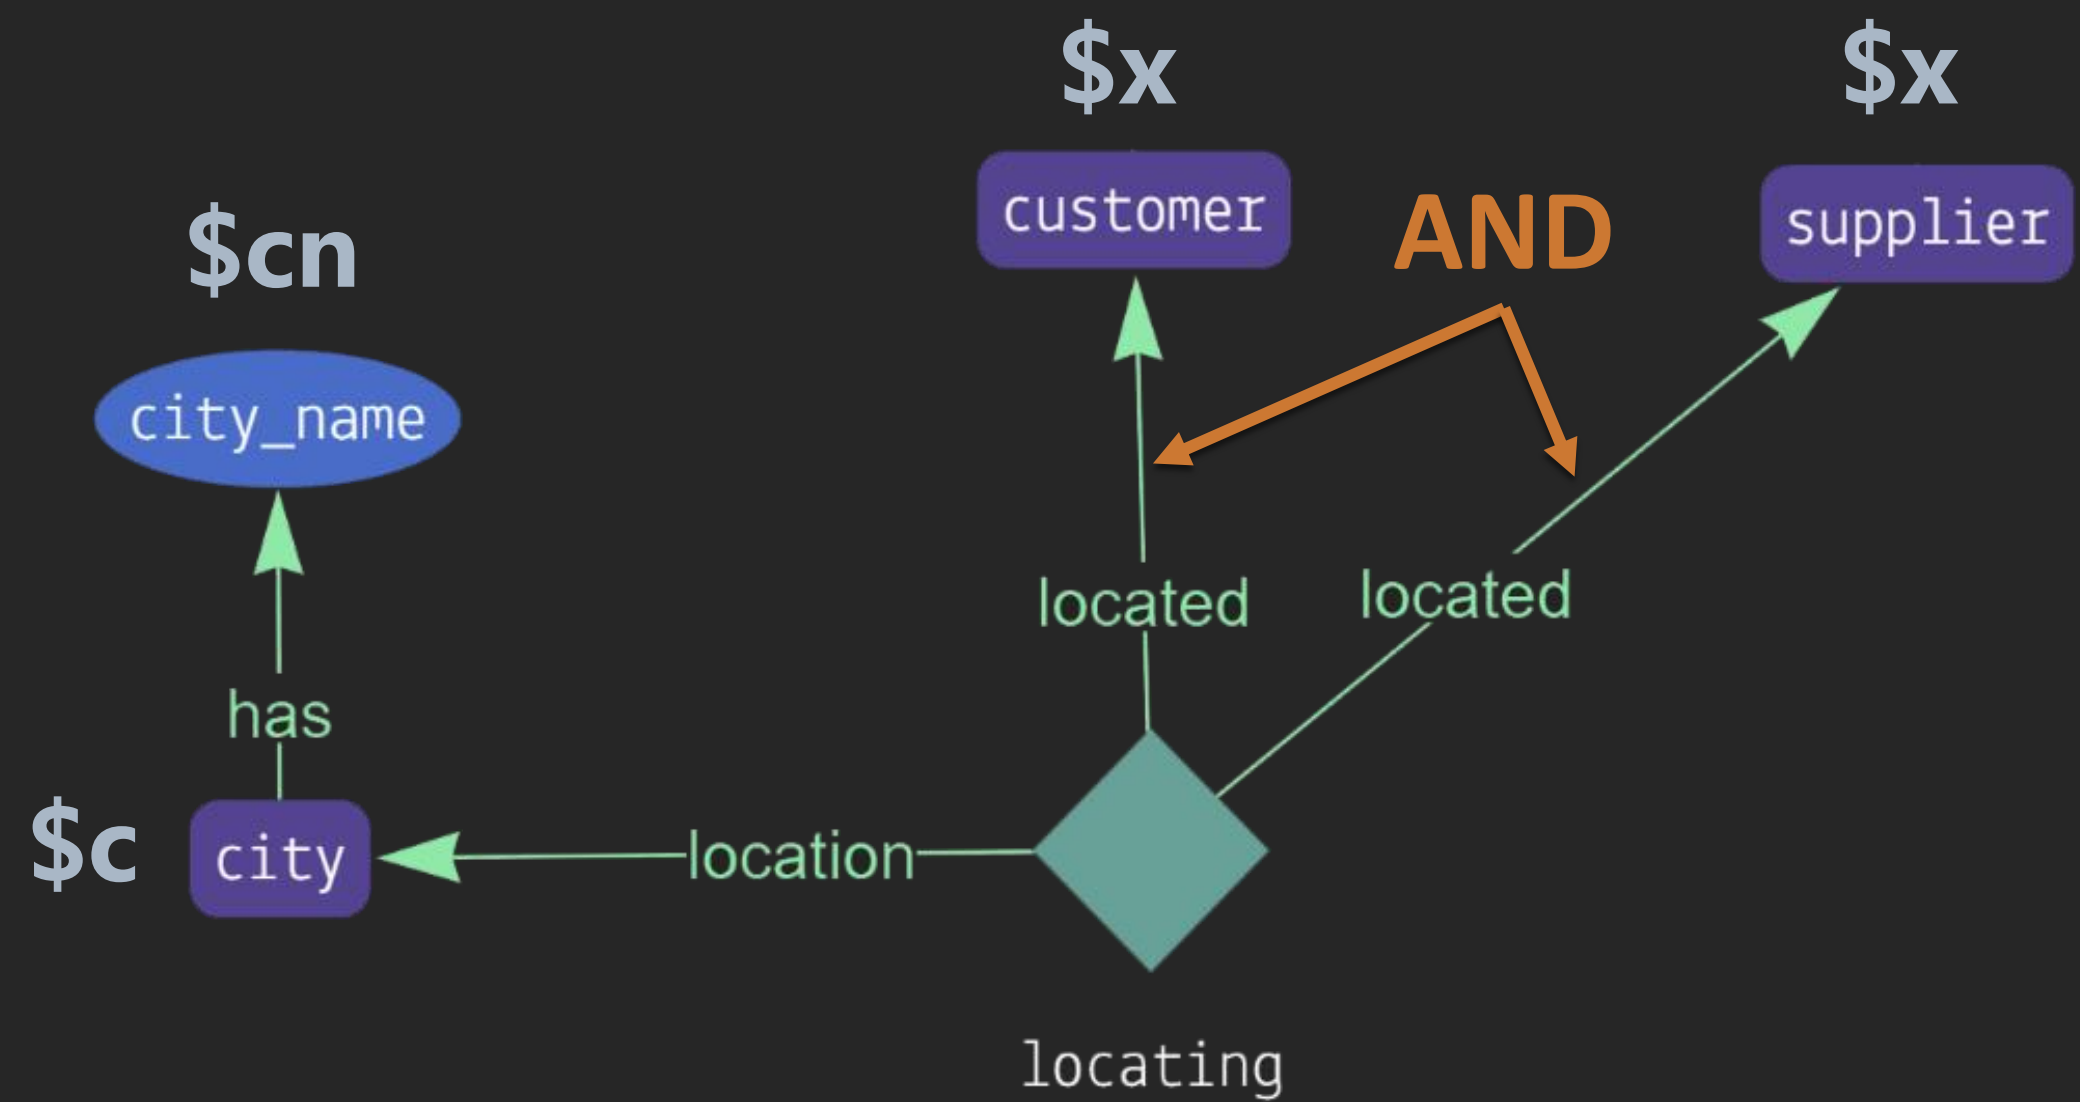 $x
$x
customer
AND
supplier
$cn
city_name
located
located
has
$c
city
location
locating